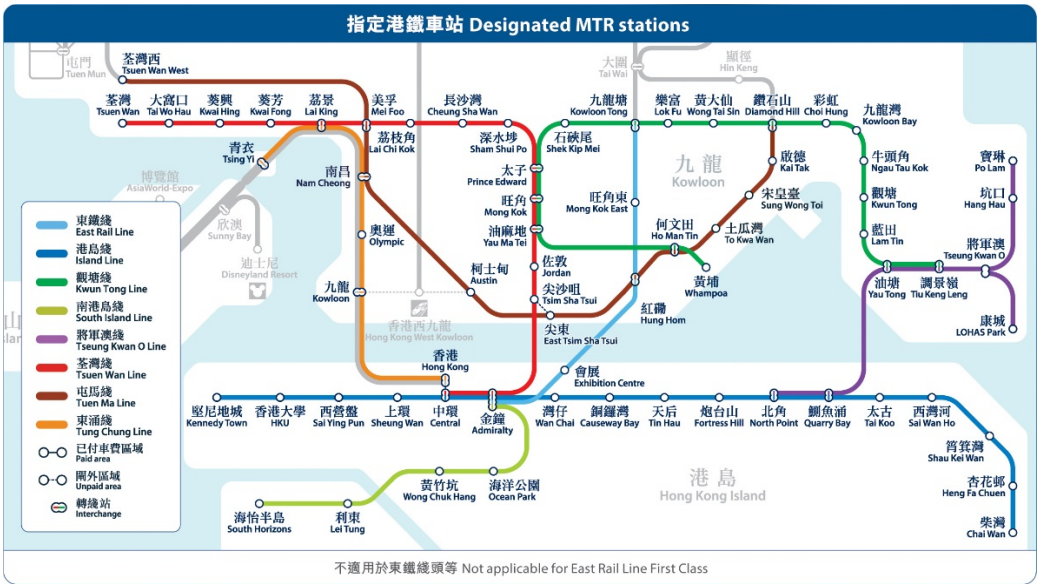 指定港鐵車站 Designated MTR stations
屯門
Tuen Mun
荃灣西
Tsuen Wan West
大圍
Tai Wai
顯徑
Hin Keng
荃灣
Tsuen Wan
大窩口
Tai Wo Hau
葵興
Kwai Hing
葵芳
Kwai Fong
荔景
Lai King
美孚
Mei Foo
荔枝角
Lai Chi Kok
長沙灣
Cheung Sha Wan
深水埗
Sham Shui Po
石硤尾
Shek Kip Mei
九龍塘
Kowloon Tong
樂富
Lok Fu
黃大仙
Wong Tai Sin
鑽石山
Diamond Hill
彩虹
Choi Hung
九龍灣
Kowloon Bay
青衣
Tsing Yi
南昌
Nam Cheong
太子
Prince Edward
九龍
Kowloon
啟德
Kai Tak
牛頭角
Ngau Tau Kok
寶琳
Po Lam
博覽館
AsiaWorld-Expo
旺角
Mong Kok
旺角東
Mong Kok East
宋皇臺
Sung Wong Toi
觀塘
Kwun Tong
坑口
Hang Hau
欣澳
Sunny Bay
奧運
Olympic
油麻地
Yau Ma Tei
何文田
Ho Man Tin
土瓜灣
To Kwa Wan
藍田
Lam Tin
將軍澳
Tseung Kwan O
迪士尼
Disneyland Resort
九龍
Kowloon
柯士甸
Austin
佐敦
Jordan
尖沙咀
Tsim Sha Tsui
黃埔
Whampoa
油塘
Yau Tong
調景嶺
Tiu Keng Leng
香港西九龍
Hong Kong West Kowloon
尖東
East Tsim Sha Tsui
紅磡
Hung Hom
康城
LOHAS Park
山
香港
Hong Kong
會展
Exhibition Centre
堅尼地城
Kennedy Town
香港大學
HKU
西營盤
Sai Ying Pun
上環
Sheung Wan
中環
Central
金鐘
Admiralty
灣仔
Wan Chai
銅鑼灣
Causeway Bay
天后
Tin Hau
炮台山
Fortress Hill
北角
North Point
鰂魚涌
Quarry Bay
太古
Tai Koo
西灣河
Sai Wan Ho
筲箕灣
Shau Kei Wan
杏花邨
Heng Fa Chuen
柴灣
Chai Wan
黃竹坑
Wong Chuk Hang
海洋公園
Ocean Park
港島
Hong Kong Island
海怡半島
South Horizons
利東
Lei Tung
東鐵綫
East Rail Line
港島綫
Island Line
觀塘綫
Kwun Tong Line
南港島綫
South Island Line
將軍澳綫
Tseung Kwan O Line
荃灣綫
Tsuen Wan Line
屯馬綫
Tuen Ma Line
東涌綫
Tung Chung Line
已付車費區域
Paid area
閘外區域
Unpaid area
轉綫站
Interchange
不適用於東鐵綫頭等 Not applicable for East Rail Line First Class